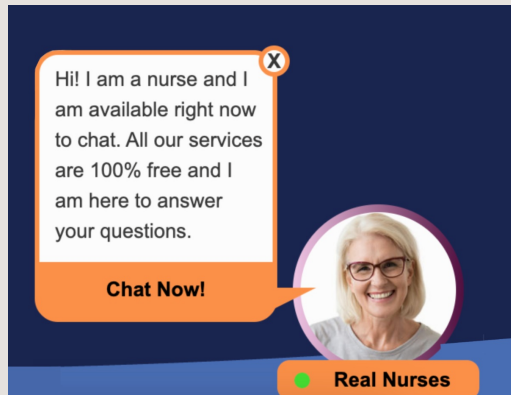 X
Hi! I am a nurse and I
am available right now
to chat. All our services
are 100% free and I
am here to answer
your questions.
Chat Now!
Real Nurses